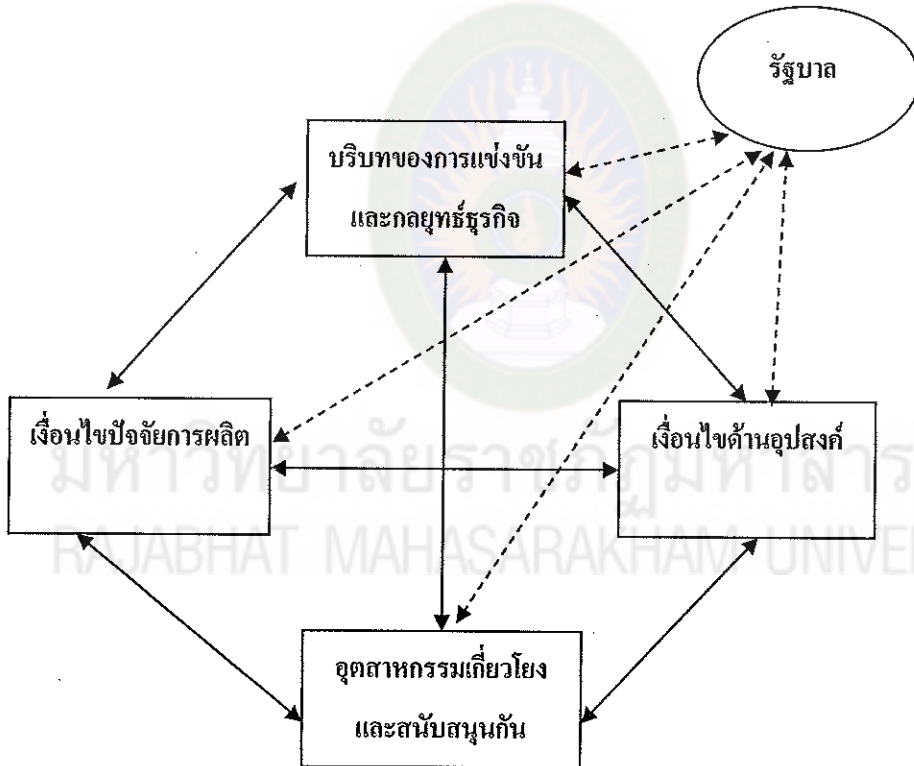 รัฐบาล
บริบทของการแข่งขัน
และกลยุทธ์ธุรกิจ
เงื่อนไขปัจจัยการผลิต
เงื่อนไขด้านอุปสงค์
มหาวิทยาลัยราชภัฏมหาสาร
RAJABHAT MAHASARAKHAM UNIVE
อุตสาหกรรมเกี่ยวโยง
และสนับสนุนกัน